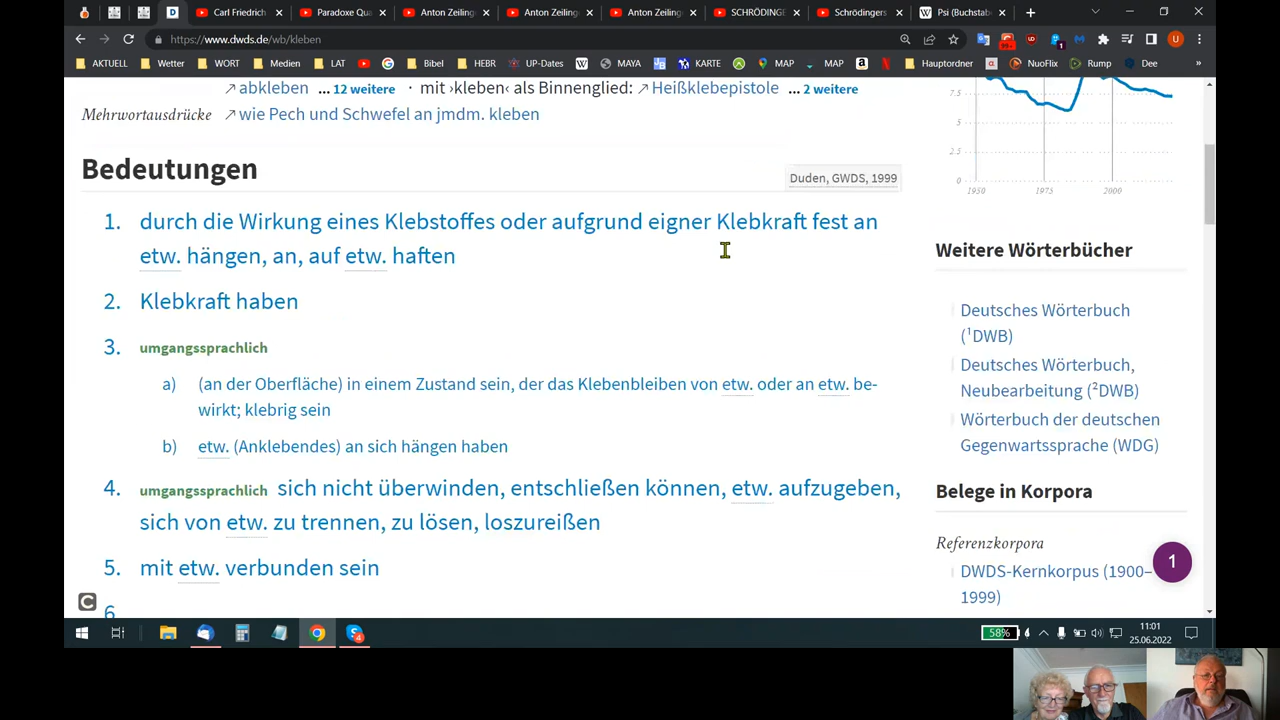 Carl Friedrich
Paradoxe Qua
Anton Zeiling
Anton Zeiling
Anton Zeiling
SCHRÖDINGE
Schrödingers
Psi (Buchstabe
https://www.dwds.de/wb/kleben
AKTUELL Wetter WORT Medien LAT Bibel HEBR UP-Dates MAYA KARTE MAP MAP Hauptordner NuoFlix Rump Dee »
abkleben ... 12 weitere · mit ›kleben‹ als Binnenglied: Heißklebepistole ... 2 weitere
Mehrwortausdrücke wie Pech und Schwefel an jmdm. kleben
Bedeutungen
Duden, GWDS, 1999
1. durch die Wirkung eines Klebstoffes oder aufgrund eigner Klebkraft fest an
etw. hängen, an, auf etw. haften
2. Klebkraft haben
3. umgangssprachlich
a) (an der Oberfläche) in einem Zustand sein, der das Klebenbleiben von etw. oder an etw. be-
wirkt; klebrig sein
b) etw. (Anklebendes) an sich hängen haben
4. umgangssprachlich sich nicht überwinden, entschließen können, etw. aufzugeben,
sich von etw. zu trennen, zu lösen, loszureißen
5. mit etw. verbunden sein
6.
7.5
5
2.5
0
1950 1975 2000
Weitere Wörterbücher
Deutsches Wörterbuch
(¹DWB)
Deutsches Wörterbuch,
Neubearbeitung (²DWB)
Wörterbuch der deutschen
Gegenwartssprache (WDG)
Belege in Korpora
Referenzkorpora
DWDS-Kernkorpus (1900–
1999)
1
58%
11:01
25.06.2022